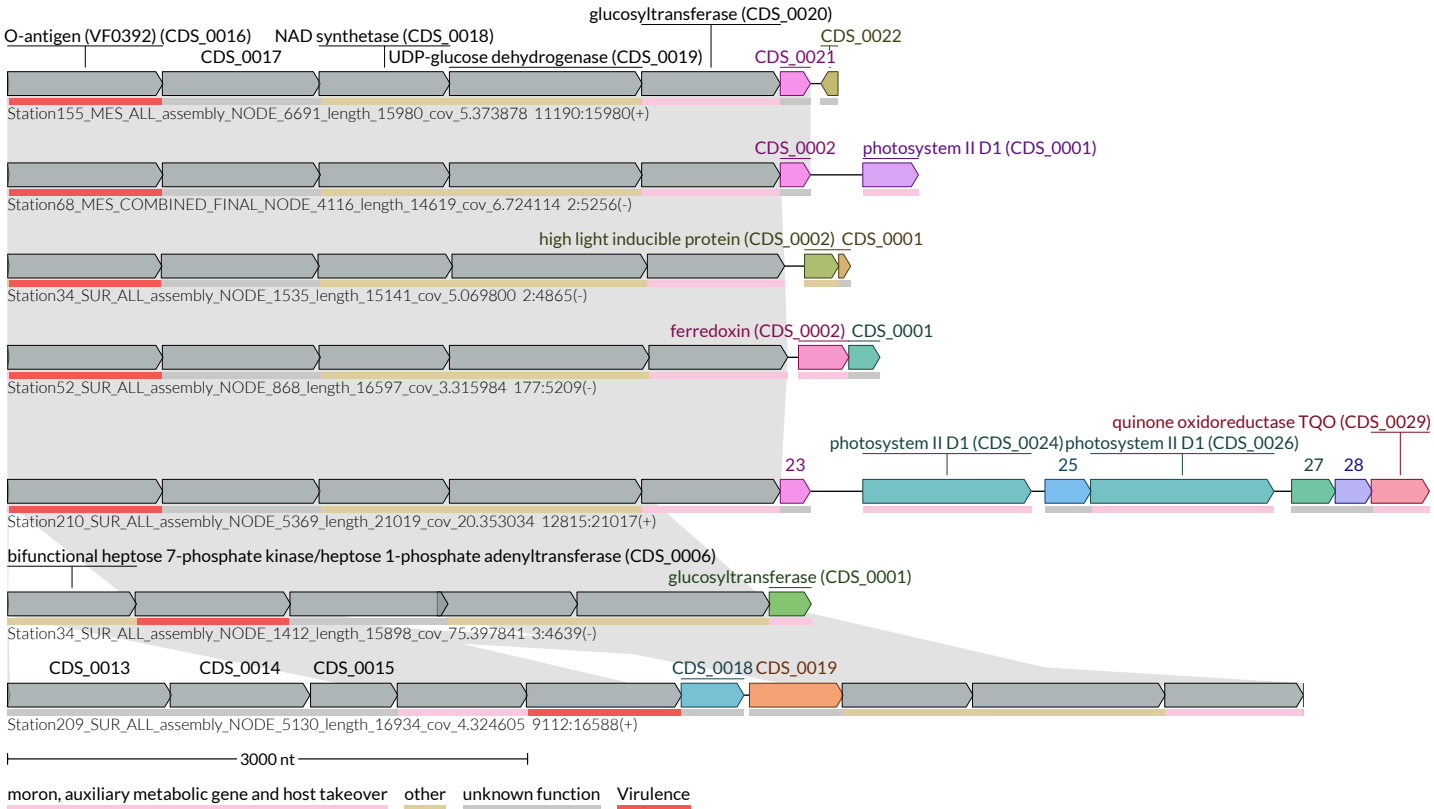 glucosyltransferase (CDS_0020)
O-antigen (VF0392) (CDS_0016) NAD synthetase (CDS_0018) CDS_0022
CDS_0017 UDP-glucose dehydrogenase (CDS_0019) CDS_0021
Station155_MES_ALL_assembly_NODE_6691_length_15980_cov_5.373878 11190:15980(+)
CDS_0002 photosystem II D1 (CDS_0001)
Station68_MES_COMBINED_FINAL_NODE_4116_length_14619_cov_6.724114 2:5256(-)
high light inducible protein (CDS_0002) CDS_0001
Station34_SUR_ALL_assembly_NODE_1535_length_15141_cov_5.069800 2:4865(-)
ferredoxin (CDS_0002) CDS_0001
Station52_SUR_ALL_assembly_NODE_868_length_16597_cov_3.315984 177:5209(-)
quinone oxidoreductase TQO (CDS_0029)
photosystem II D1 (CDS_0024) photosystem II D1 (CDS_0026)
23 25 27 28
Station210_SUR_ALL_assembly_NODE_5369_length_21019_cov_20.353034 12815:21017(+)
bifunctional heptose 7-phosphate kinase/heptose 1-phosphate adenyltransferase (CDS_0006)
glucosyltransferase (CDS_0001)
Station34_SUR_ALL_assembly_NODE_1412_length_15898_cov_75.397841 3:4639(-)
CDS_0013 CDS_0014 CDS_0015 CDS_0018 CDS_0019
Station209_SUR_ALL_assembly_NODE_5130_length_16934_cov_4.324605 9112:16588(+)
3000 nt
moron, auxiliary metabolic gene and host takeover other unknown function Virulence